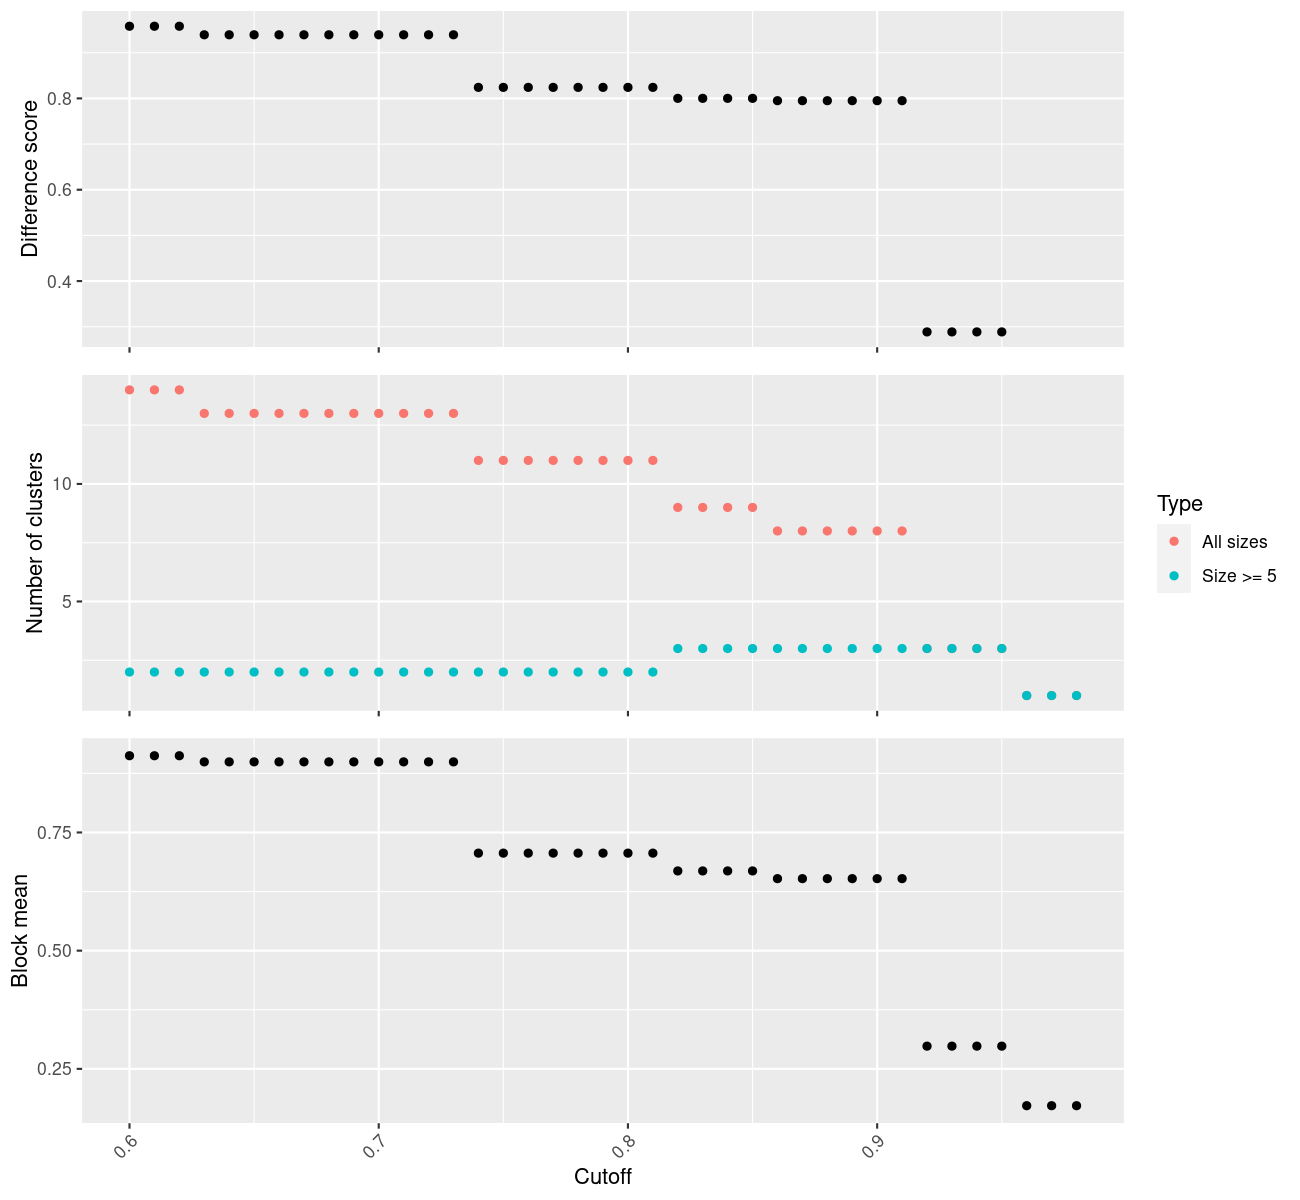 Difference score
0.8
0.6
0.4
Number of clusters
10
5
Type
All sizes
Size >= 5
Block mean
0.75
0.50
0.25
0.6
0.7
0.8
0.9
Cutoff